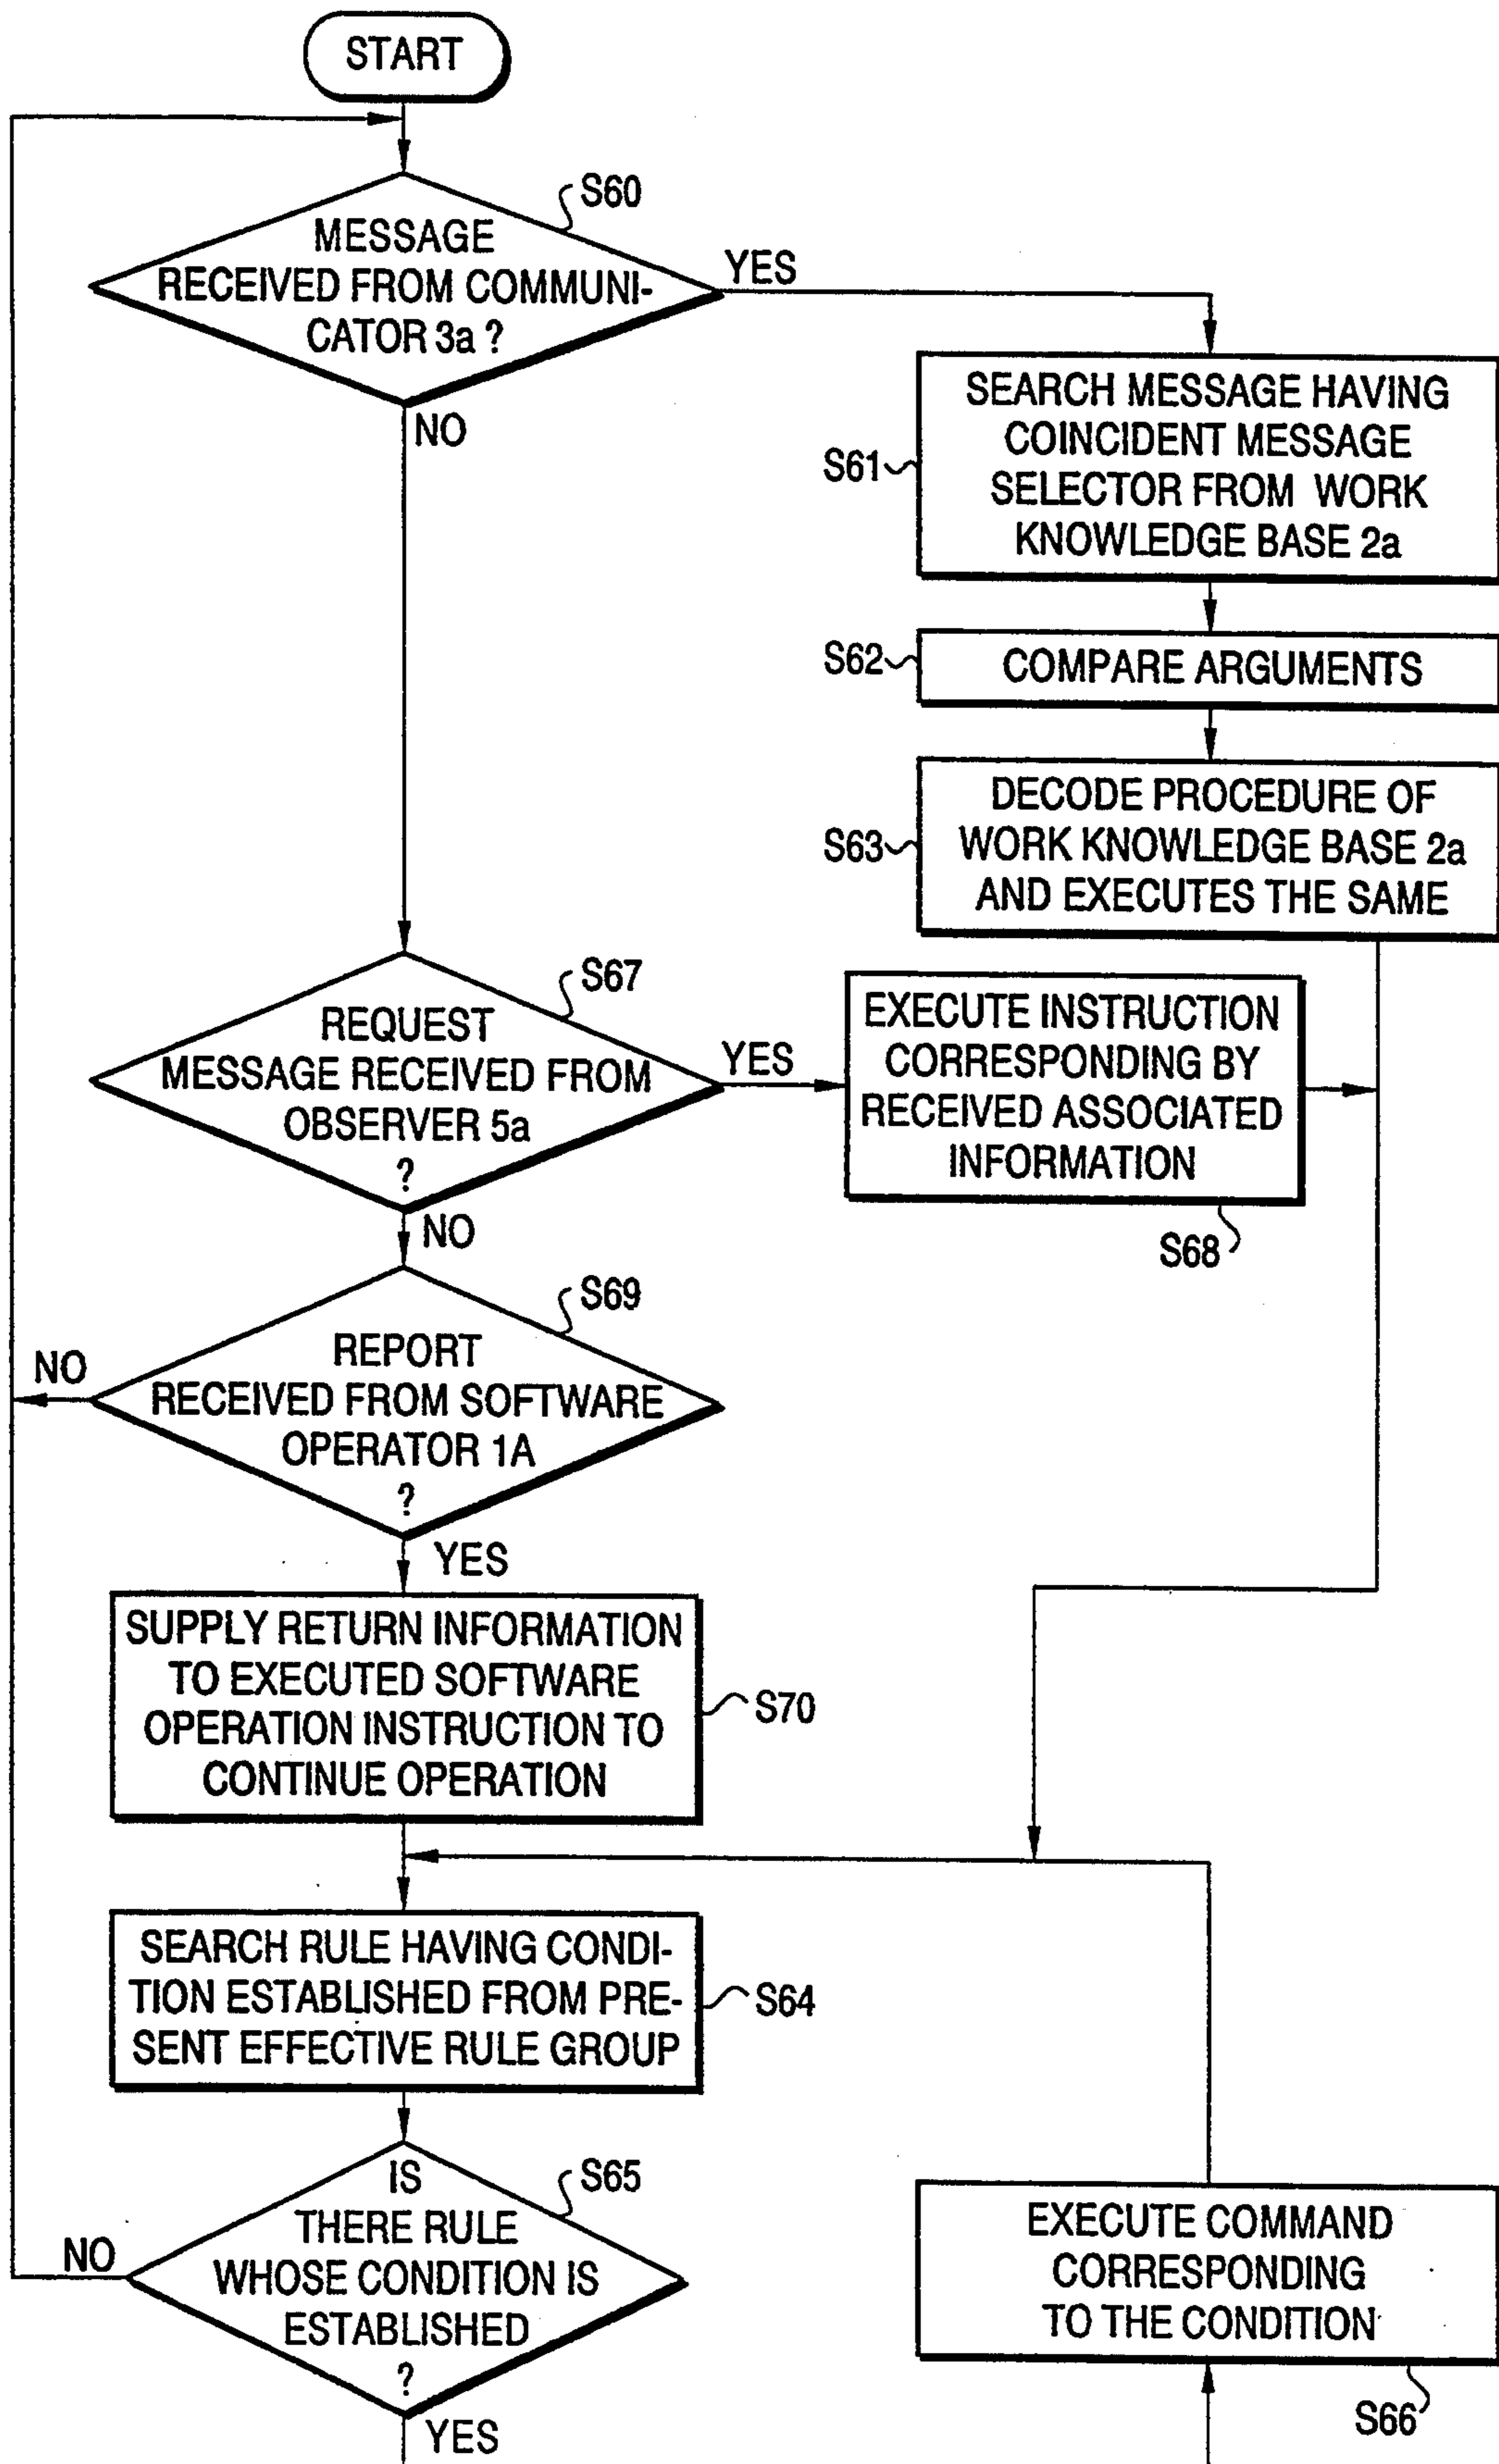 START
S60
MESSAGE
RECEIVED FROM COMMUNI-
CATOR 3a ?
YES
NO
S61
SEARCH MESSAGE HAVING
COINCIDENT MESSAGE
SELECTOR FROM WORK
KNOWLEDGE BASE 2a
S62
COMPARE ARGUMENTS
S63
DECODE PROCEDURE OF
WORK KNOWLEDGE BASE 2a
AND EXECUTES THE SAME
S67
REQUEST
MESSAGE RECEIVED FROM
OBSERVER 5a
?
YES
NO
EXECUTE INSTRUCTION
CORRESPONDING BY
RECEIVED ASSOCIATED
INFORMATION
S68
S69
REPORT
RECEIVED FROM SOFTWARE
OPERATOR 1A
?
NO
YES
SUPPLY RETURN INFORMATION
TO EXECUTED SOFTWARE
OPERATION INSTRUCTION TO
CONTINUE OPERATION
S70
SEARCH RULE HAVING CONDI-
TION ESTABLISHED FROM PRE-
SENT EFFECTIVE RULE GROUP
S64
S65
IS
THERE RULE
WHOSE CONDITION IS
ESTABLISHED
?
NO
YES
EXECUTE COMMAND
CORRESPONDING
TO THE CONDITION
S66